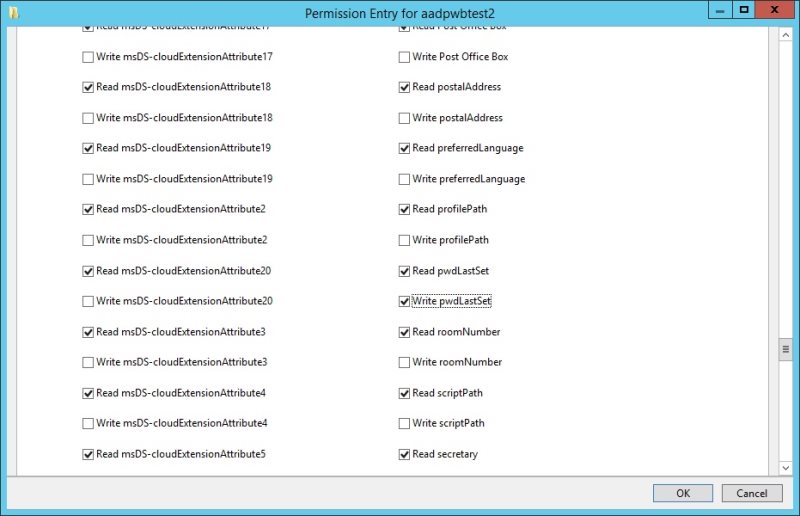 Permission Entry for aadpwbtest2
Read msDS-cloudExtensionAttribute17
Read Post Office Box
Write msDS-cloudExtensionAttribute17
Write Post Office Box
Read msDS-cloudExtensionAttribute18
Read postalAddress
Write msDS-cloudExtensionAttribute18
Write postalAddress
Read msDS-cloudExtensionAttribute19
Read preferredLanguage
Write msDS-cloudExtensionAttribute19
Write preferredLanguage
Read msDS-cloudExtensionAttribute2
Read profilePath
Write msDS-cloudExtensionAttribute2
Write profilePath
Read msDS-cloudExtensionAttribute20
Read pwdLastSet
Write msDS-cloudExtensionAttribute20
Write pwdLastSet
Read msDS-cloudExtensionAttribute3
Read roomNumber
Write msDS-cloudExtensionAttribute3
Write roomNumber
Read msDS-cloudExtensionAttribute4
Read scriptPath
Write msDS-cloudExtensionAttribute4
Write scriptPath
Read msDS-cloudExtensionAttribute5
Read secretary
OK
Cancel